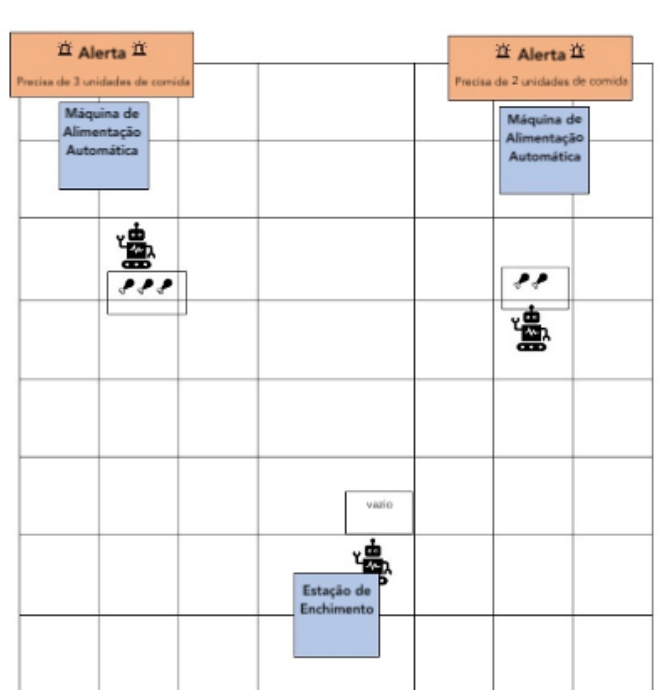 Alerta
Precisa de 3 unidades de comida
Máquina de
Alimentação
Automática
Alerta
Precisa de 2 unidades de comida
Máquina de
Alimentação
Automática
vazio
Estação de
Enchimento